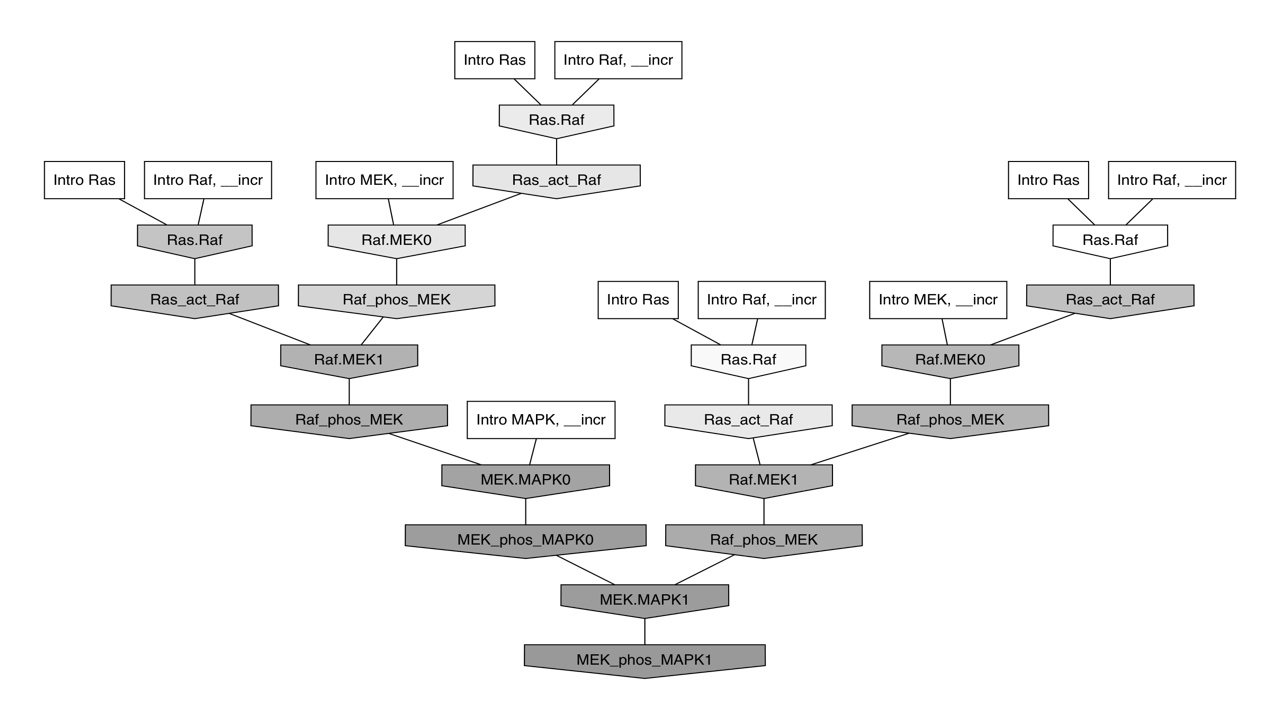 Intro Ras
Intro Raf, __incr
Ras.Raf
Intro Ras
Intro Raf, __incr
Intro MEK, __incr
Ras_act_Raf
Intro Ras
Intro Raf, __incr
Ras.Raf
Raf.MEK0
Ras.Raf
Ras_act_Raf
Raf_phos_MEK
Intro Ras
Intro Raf, __incr
Intro MEK, __incr
Ras_act_Raf
Raf.MEK1
Ras.Raf
Raf.MEK0
Raf_phos_MEK
Intro MAPK, __incr
Ras_act_Raf
Raf_phos_MEK
MEK.MAPK0
Raf.MEK1
MEK_phos_MAPK0
Raf_phos_MEK
MEK.MAPK1
MEK_phos_MAPK1